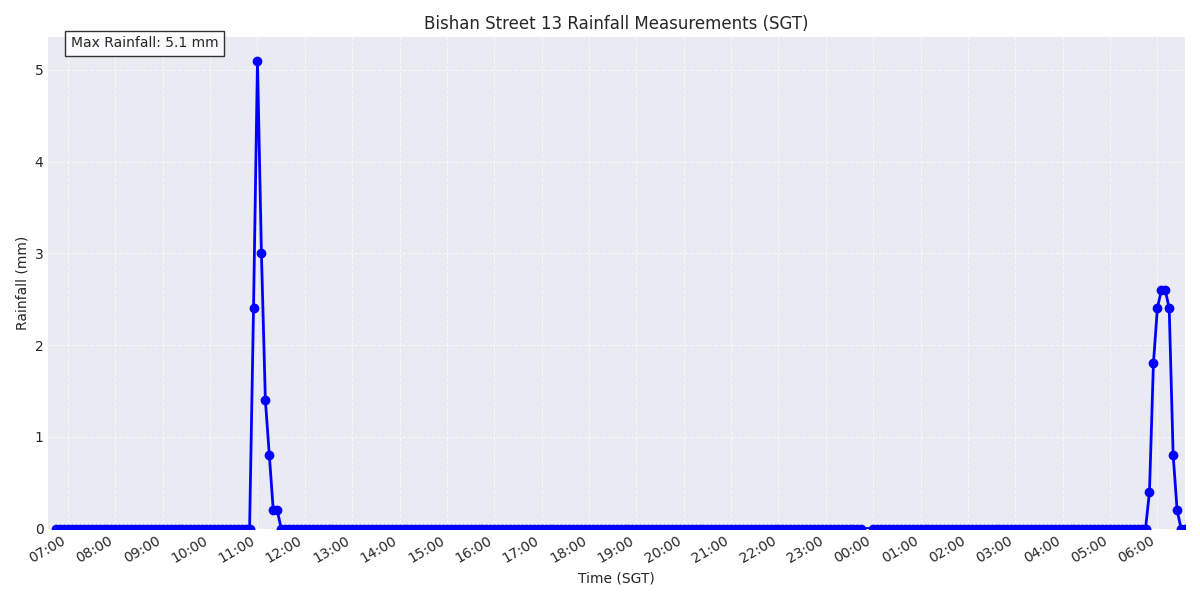 Bishan Street 13 Rainfall Measurements (SGT)
Max Rainfall: 5.1 mm
5
4
3
2
1
0
Rainfall (mm)
07:00 08:00 09:00 10:00 11:00 12:00 13:00 14:00 15:00 16:00 17:00 18:00 19:00 20:00 21:00 22:00 23:00 00:00 01:00 02:00 03:00 04:00 05:00 06:00
Time (SGT)